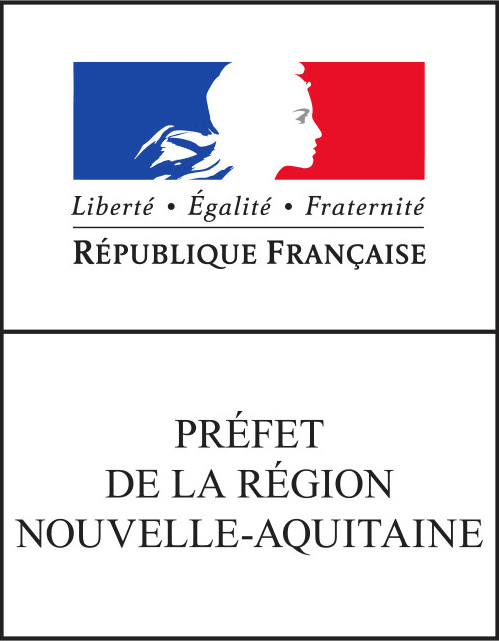 Liberté • Égalité • Fraternité
RÉPUBLIQUE FRANÇAISE
PRÉFET
DE LA RÉGION
NOUVELLE-AQUITAINE